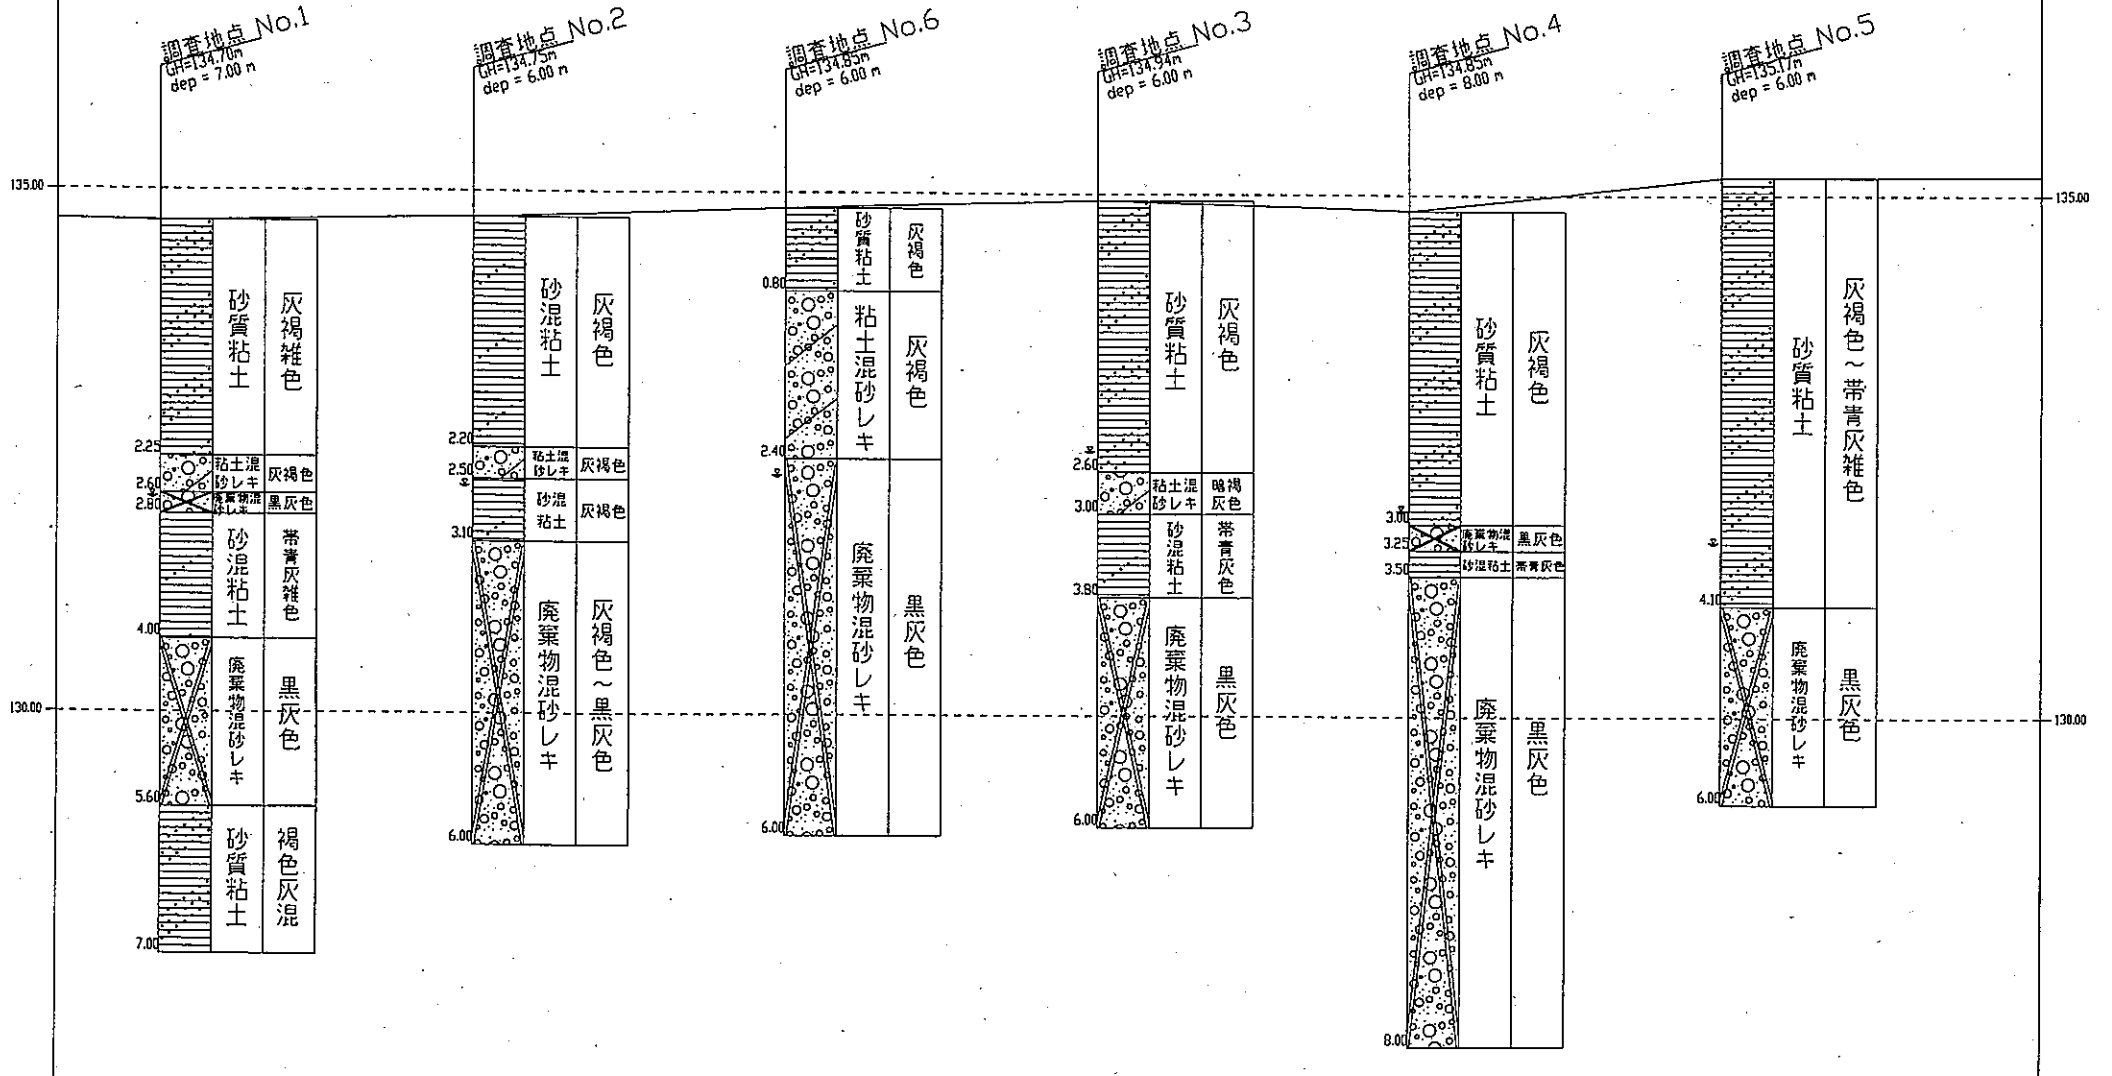 調査地点 No.1
GH=134.70m
dep = 7.00 m
調査地点 No.2
GH=134.75m
dep = 6.00 m
調査地点 No.6
GH=134.85m
dep = 6.00 m
調査地点 No.3
GH=134.94m
dep = 6.00 m
調査地点 No.4
GH=134.85m
dep = 8.00 m
調査地点 No.5
GH=135.17m
dep = 6.00 m
135.00
135.00
130.00
130.00
砂質粘土
灰褐雑色
2.25
粘土混
砂レキ
灰褐色
2.60
廃棄物混
砂レキ
黒灰色
2.80
砂混粘土
帯青灰雑色
4.00
廃棄物混砂レキ
黒灰色
5.60
砂質粘土
褐色灰混
7.00
砂混粘土
灰褐色
2.20
粘土混
砂レキ
灰褐色
2.50
砂混
粘土
灰褐色
3.10
廃棄物混砂レキ
灰褐色～黒灰色
6.00
砂質粘土
灰褐色
0.80
粘土混砂レキ
灰褐色
2.40
廃棄物混砂レキ
黒灰色
6.00
砂質粘土
灰褐色
2.60
粘土混
砂レキ
暗褐
灰色
3.00
砂混粘土
帯青灰色
3.80
廃棄物混砂レキ
黒灰色
6.00
砂質粘土
灰褐色
3.00
廃棄物混
砂レキ
黒灰色
3.25
砂混粘土
帯青灰色
3.50
廃棄物混砂レキ
黒灰色
8.00
砂質粘土
灰褐色～帯青灰雑色
4.10
廃棄物混砂レキ
黒灰色
6.00